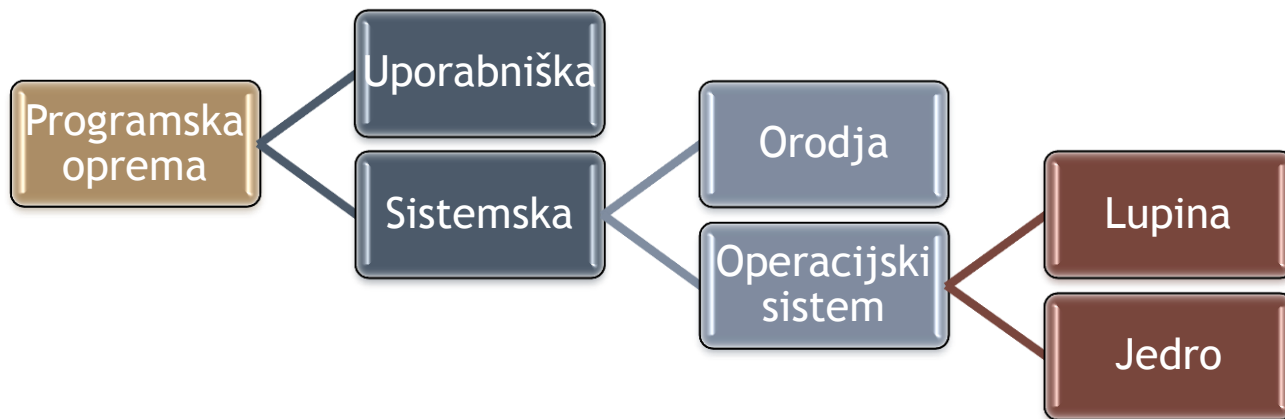 Programska
oprema
Uporabniška
Sistemska
Orodja
Operacijski
sistem
Lupina
Jedro